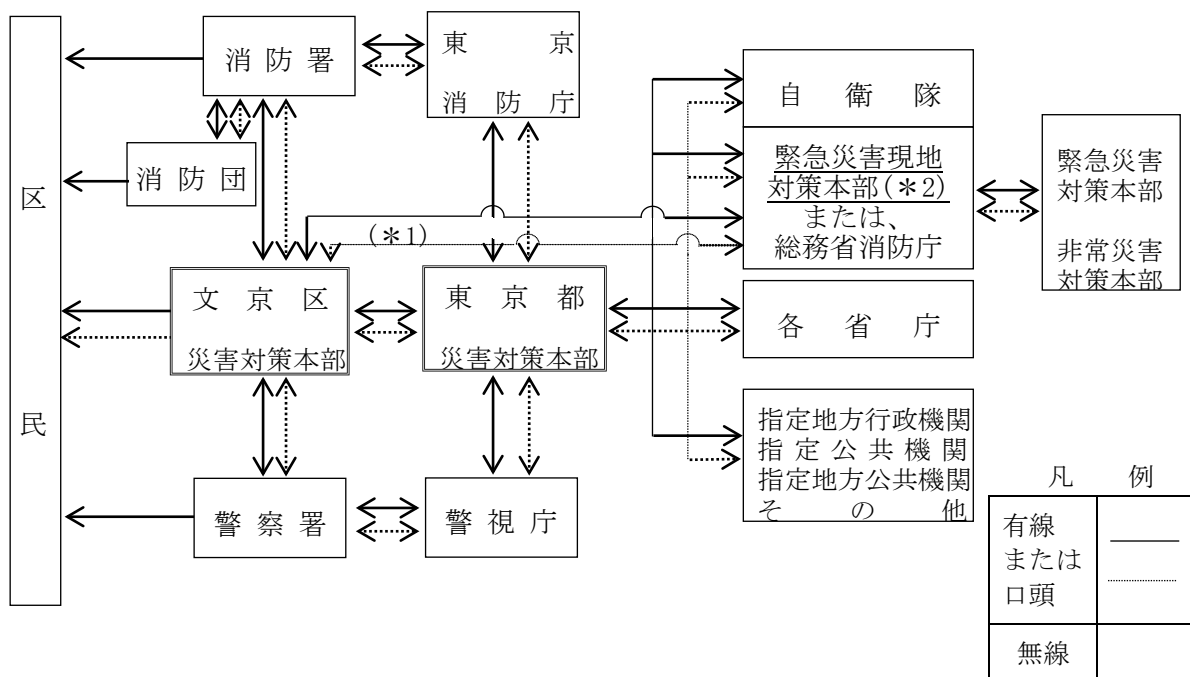 区
民
消防署
消防団
東京
消防庁
文京区
災害対策本部
東京都
災害対策本部
警察署
警視庁
(*1)
自衛隊
緊急災害現地
対策本部(*2)
または、
総務省消防庁
緊急災害
対策本部
非常災害
対策本部
各省庁
指定地方行政機関
指定公共機関
指定地方公共機関
その他
凡例
有線
または
口頭
無線